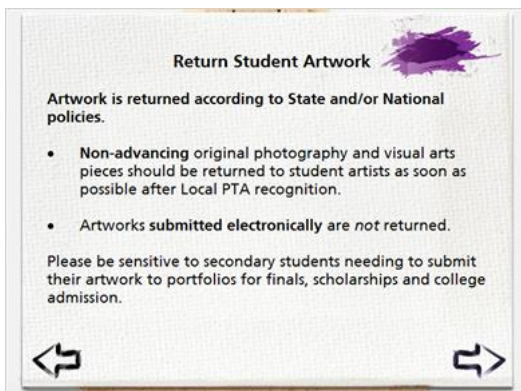 Return Student Artwork
Artwork is returned according to State and/or National
policies.
• Non-advancing original photography and visual arts
pieces should be returned to student artists as soon as
possible after Local PTA recognition.
• Artworks submitted electronically are not returned.
Please be sensitive to secondary students needing to submit
their artwork to portfolios for finals, scholarships and college
admission.